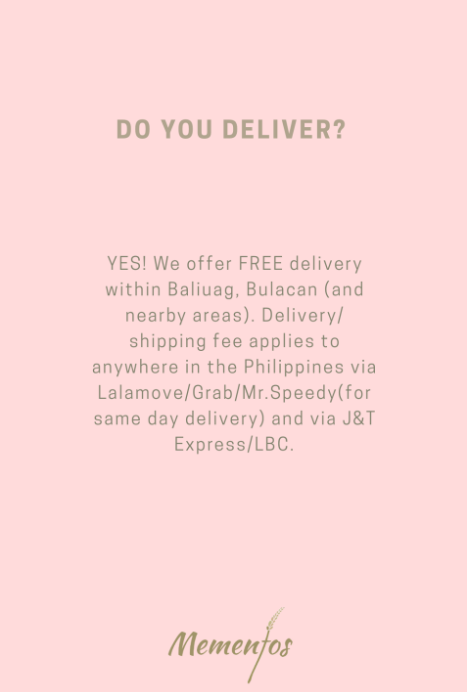 DO YOU DELIVER?
YES! We offer FREE delivery
within Baliuag, Bulacan (and
nearby areas). Delivery/
shipping fee applies to
anywhere in the Philippines via
Lalamove/Grab/Mr.Speedy(for
same day delivery) and via J&T
Express/LBC.
Mementos